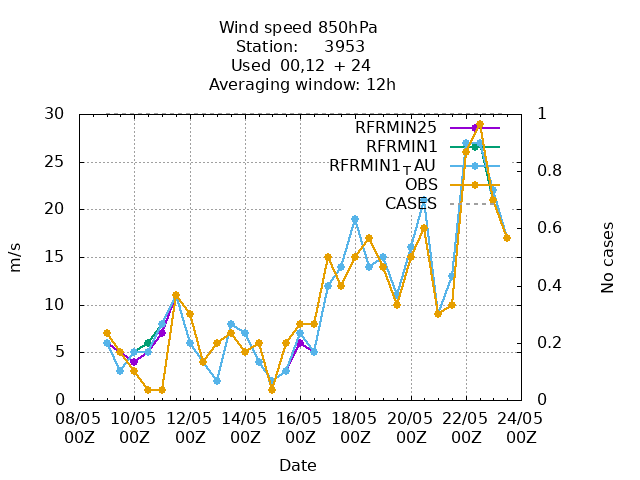 Wind speed 850hPa
Station: 3953
Used 00,12 + 24
Averaging window: 12h
30 1
RFRMIN25
RFRMIN1
25
RFRMIN1TAU
0.8
OBS
20 CASES
0.6
m/s
15
No cases
0.4
10
5 0.2
0 0
08/05 10/05 12/05 14/05 16/05 18/05 20/05 22/05 24/05
00Z 00Z 00Z 00Z 00Z 00Z 00Z 00Z 00Z
Date